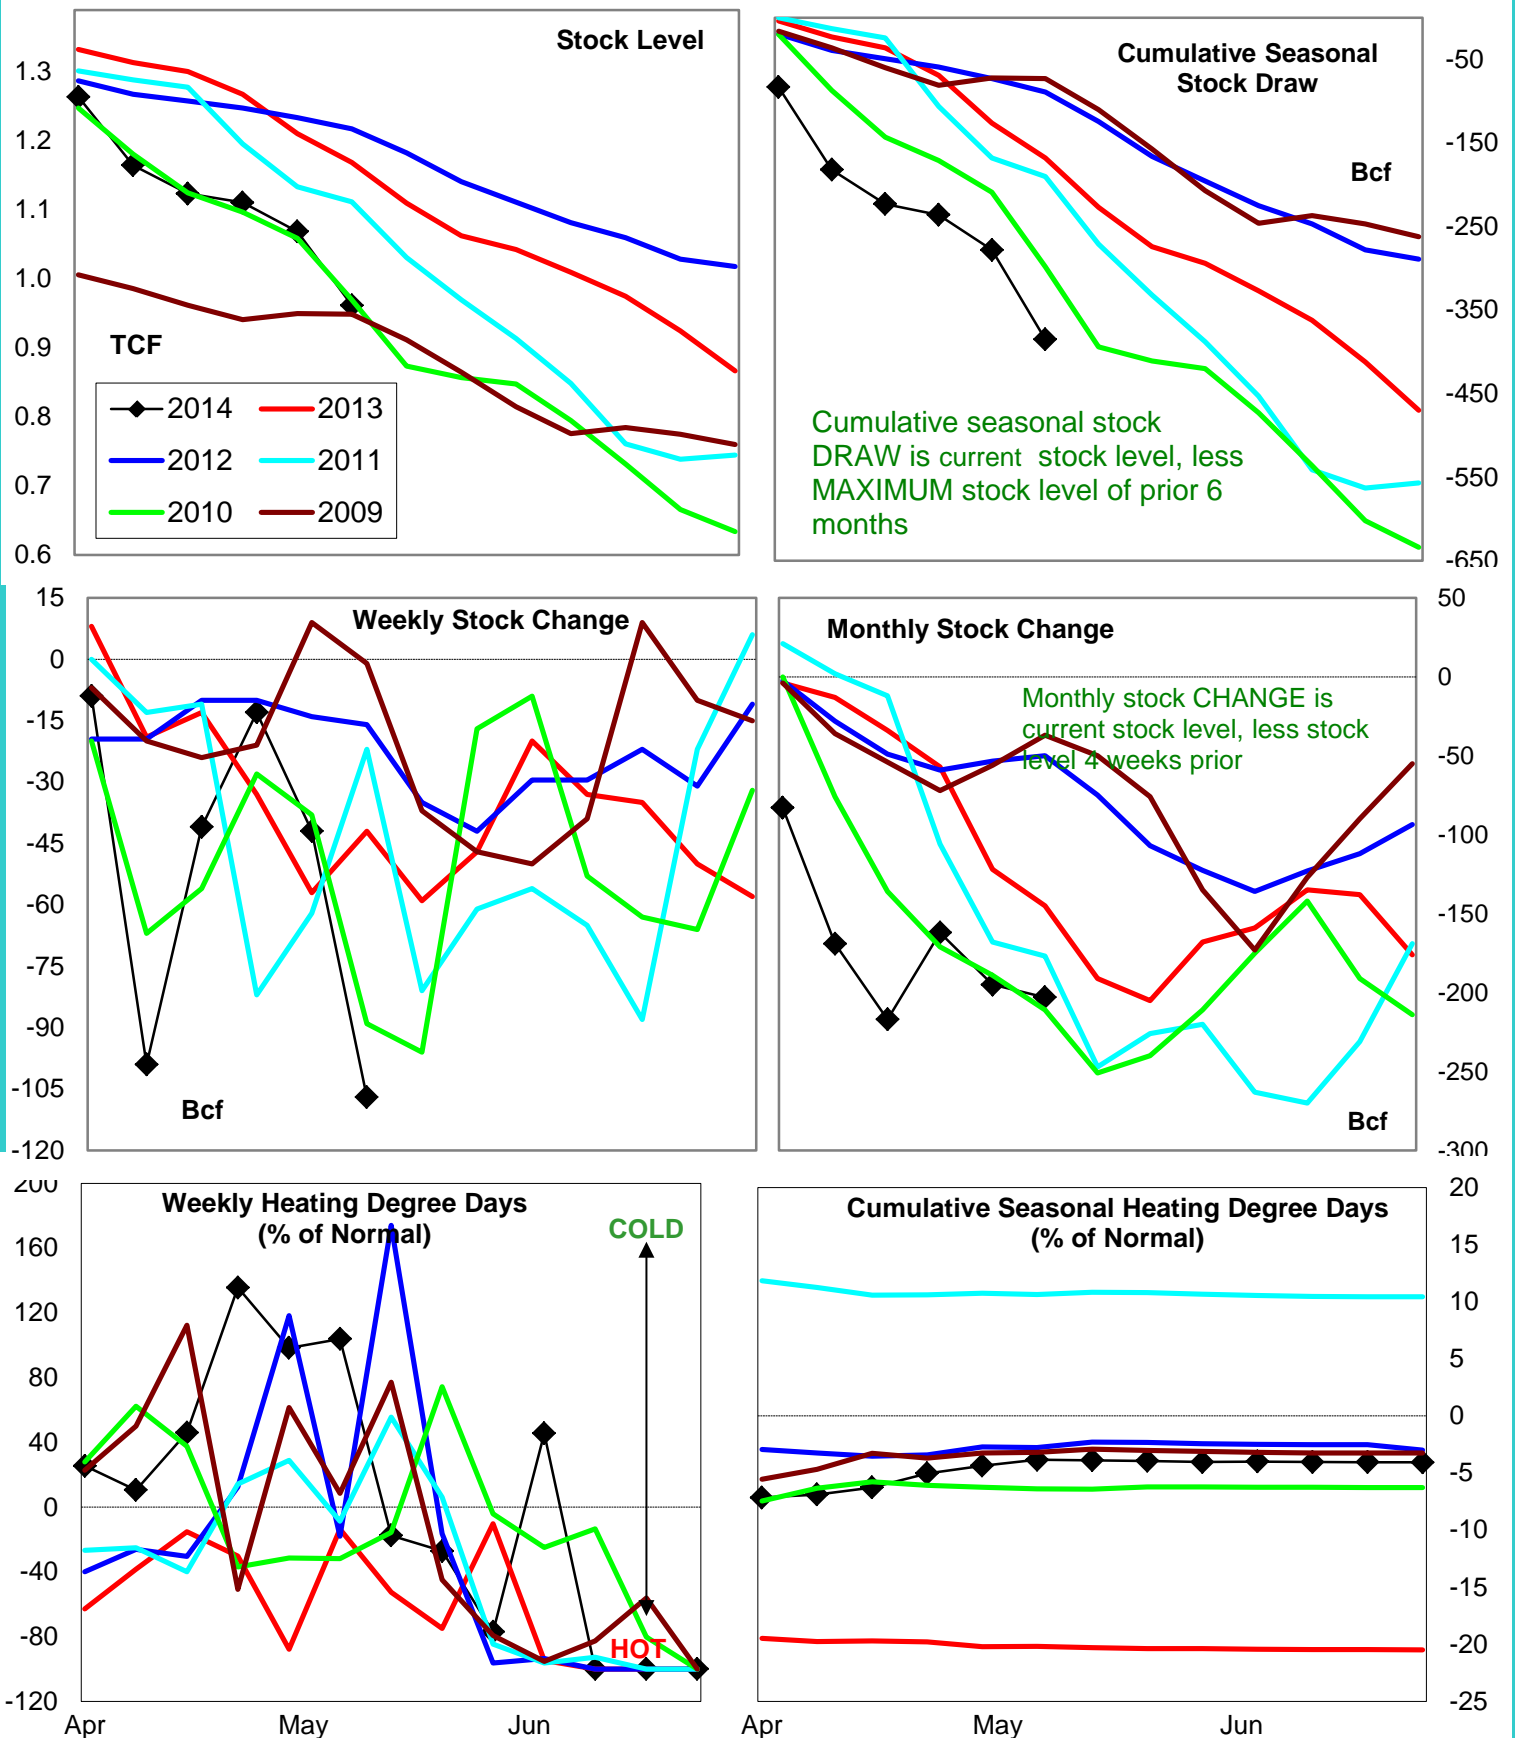 Stock Level
1.3
1.2
1.1
1.0
0.9
0.8
0.7
0.6
TCF
2014 2013
2012 2011
2010 2009
Cumulative Seasonal
Stock Draw
Bcf
-50
-150
-250
-350
-450
-550
-650
Cumulative seasonal stock
DRAW is current stock level, less
MAXIMUM stock level of prior 6
months
Weekly Stock Change
15
0
-15
-30
-45
-60
-75
-90
-105
-120
Bcf
Monthly Stock Change
50
0
-50
-100
-150
-200
-250
-300
Monthly stock CHANGE is
current stock level, less stock
level 4 weeks prior
Bcf
Weekly Heating Degree Days
(% of Normal)
200
160
120
80
40
0
-40
-80
-120
COLD
HOT
Apr May Jun
Cumulative Seasonal Heating Degree Days
(% of Normal)
20
15
10
5
0
-5
-10
-15
-20
-25
Apr May Jun